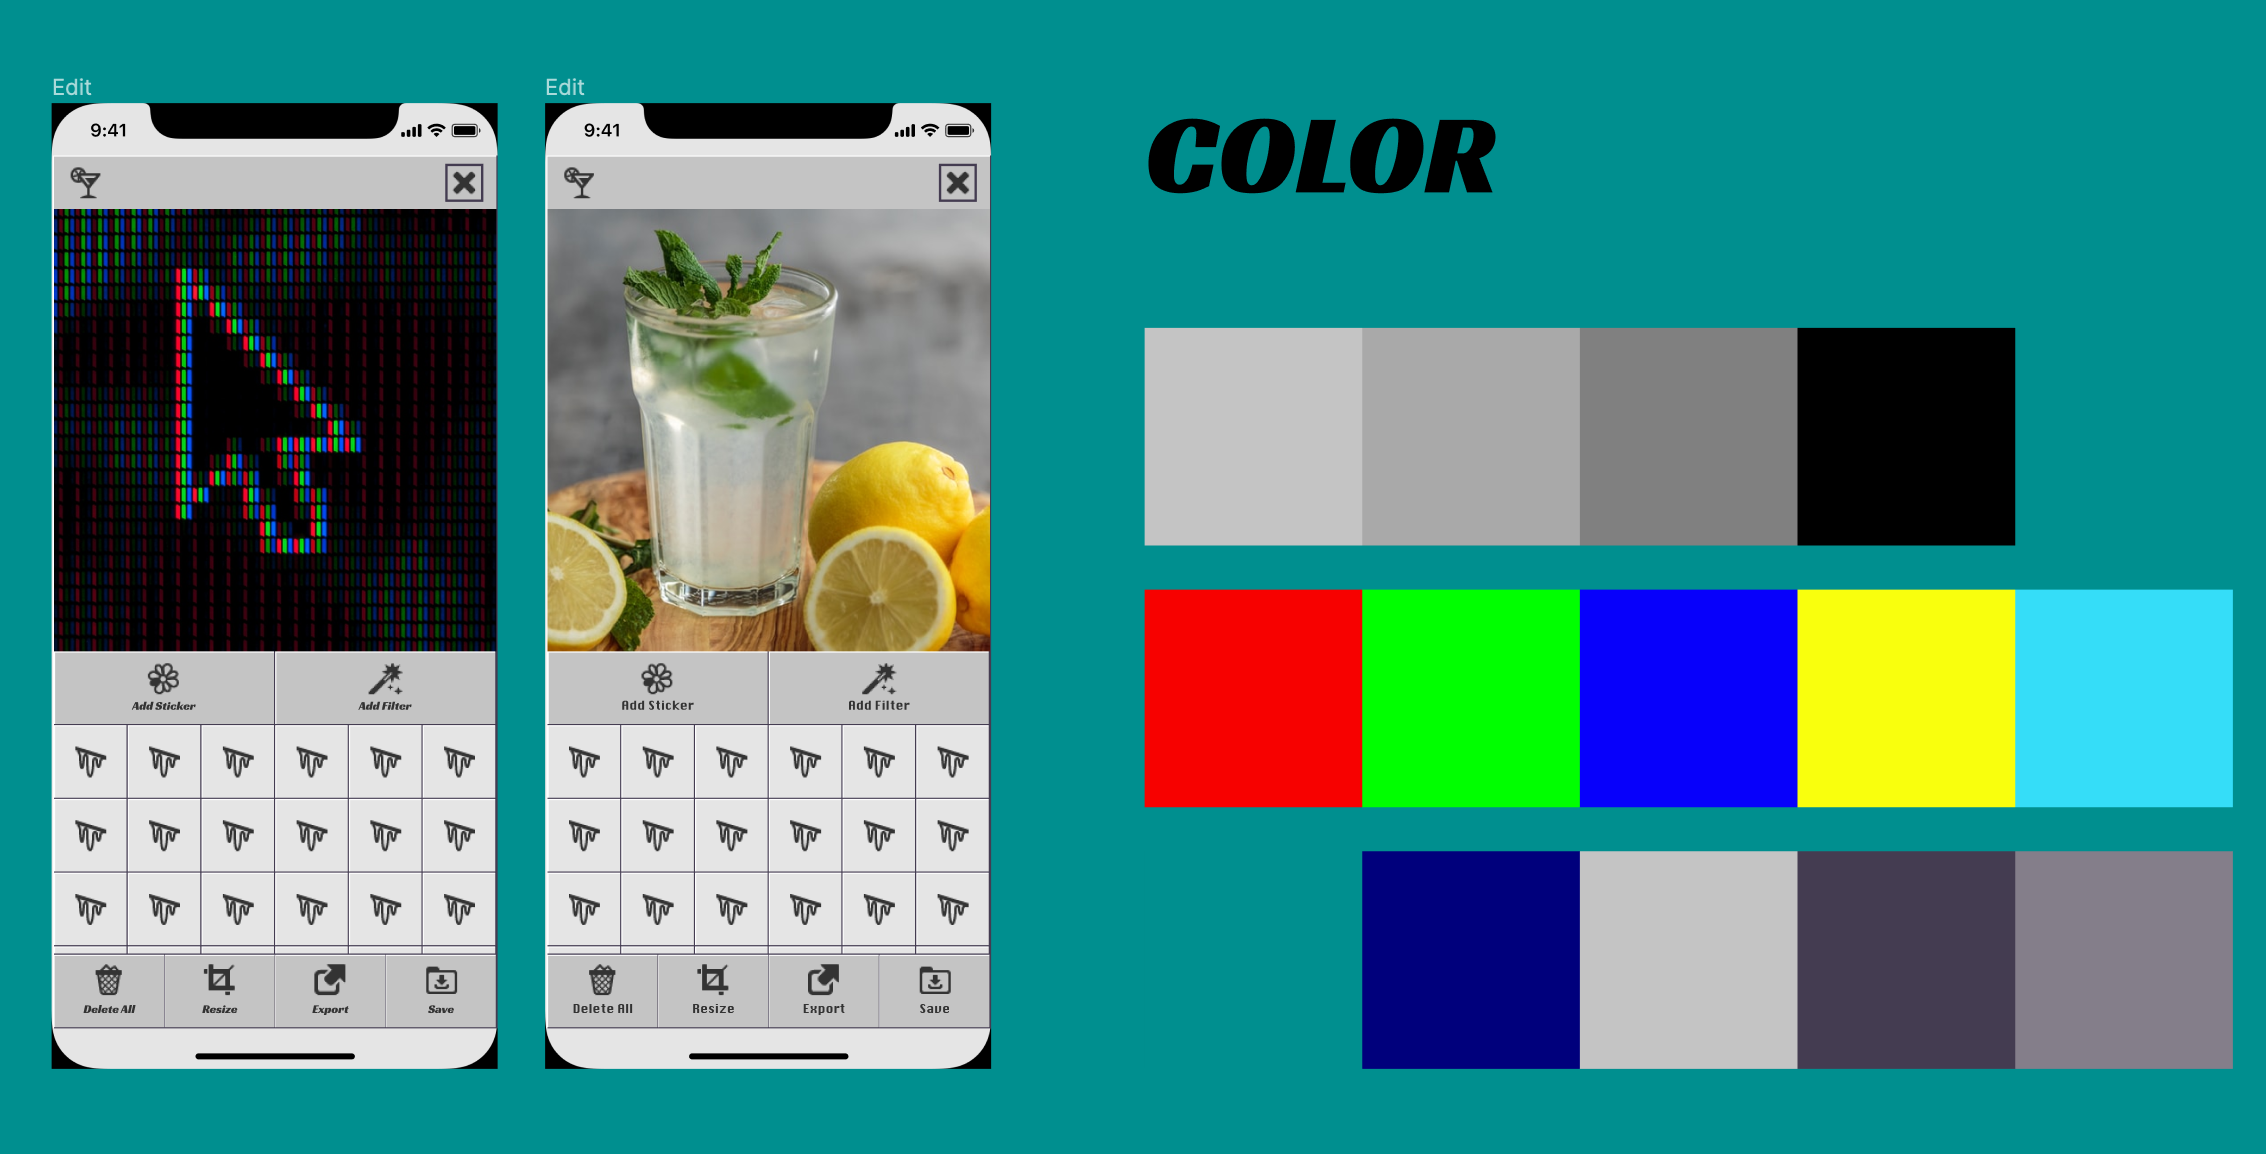 Edit
9:41
Add Sticker
Add Filter
Delete All
Resize
Export
Save
Edit
9:41
Add Sticker
Add Filter
Delete All
Resize
Export
Save
COLOR